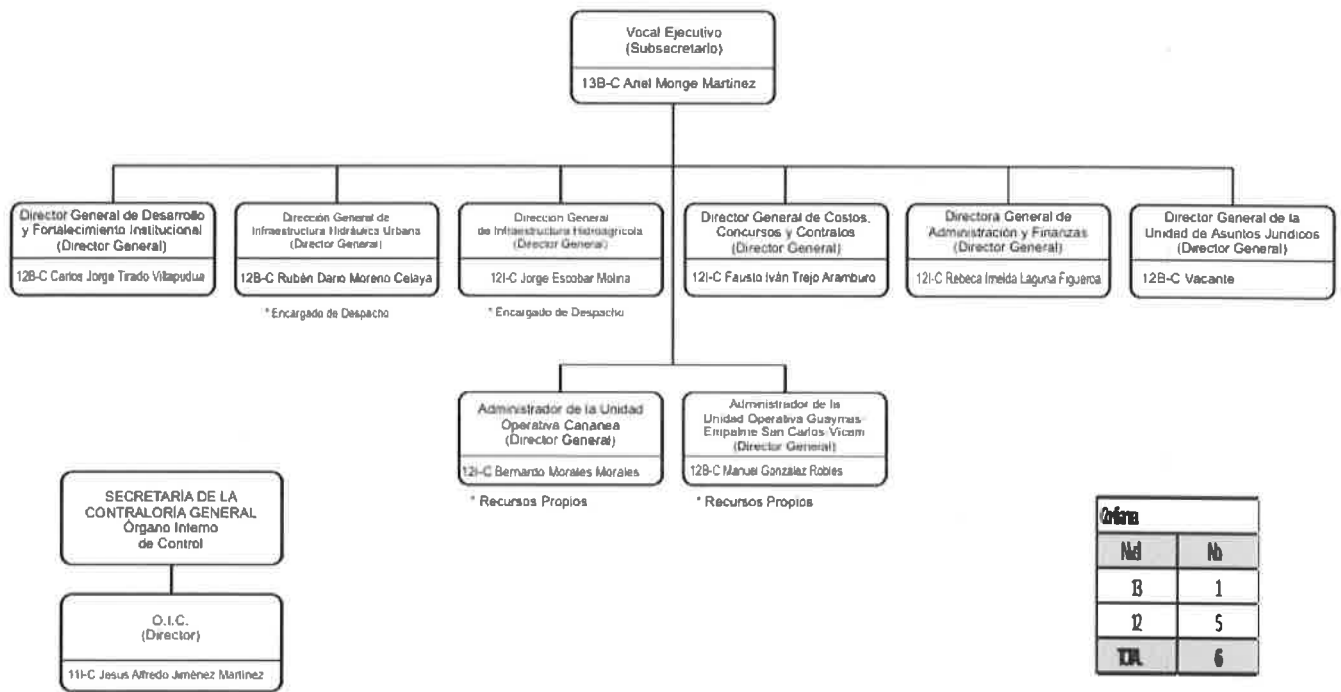 Vocal Ejecutivo
(Subsecretario)
13B-C Ariel Monge Martinez
Director General de Desarrollo
y Fortalecimiento Institucional
(Director General)
12B-C Carlos Jorge Tirado Villapudua
Dirección General de
Infraestructura Hidráulica Urbana
(Director General)
12B-C Rubén Dario Moreno Celaya
* Encargado de Despacho
Dirección General
de Infraestructura Hidroagrícola
(Director General)
12I-C Jorge Escobar Molina
* Encargado de Despacho
Director General de Costos,
Concursos y Contratos
(Director General)
12I-C Fausto Iván Trejo Aramburo
Directora General de
Administración y Finanzas
(Director General)
12I-C Rebeca Imelda Laguna Figueroa
Director General de la
Unidad de Asuntos Jurídicos
(Director General)
12B-C Vacante
Administrador de la Unidad
Operativa Cananea
(Director General)
12I-C Bernardo Morales Morales
* Recursos Propios
Administrador de la
Unidad Operativa Guaymas-
Empalme San Carlos-Vicam
(Director General)
12B-C Manuel González Robles
* Recursos Propios
SECRETARÍA DE LA
CONTRALORÍA GENERAL
Órgano Interno
de Control
O.I.C.
(Director)
11I-C Jesus Alfredo Jiménez Martínez
13 1
12 5
6